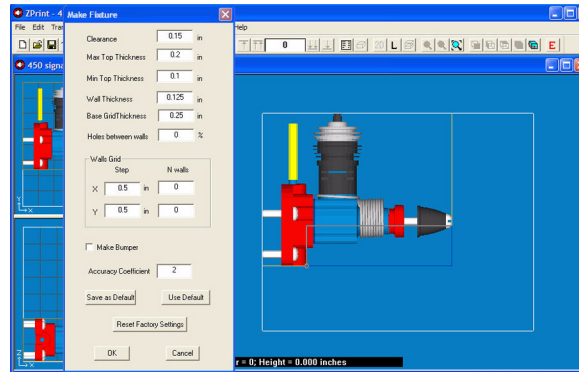 ZPrint - 4
Make Fixture
File Edit Tra
Help
0
2D
L
E
450 signa
Clearance 0.15 in
Max Top Thickness 0.2 in
Min Top Thickness 0.1 in
Wall Thickness 0.125 in
Base GridThickness 0.25 in
Holes between walls 0 %
Walls Grid
Step N walls
X 0.5 in 0
Y 0.5 in 0
Make Bumper
Accuracy Coefficient 2
Save as Default Use Default
Reset Factory Settings
OK Cancel
Y
X
Z
X
r = 0; Height = 0.000 inches